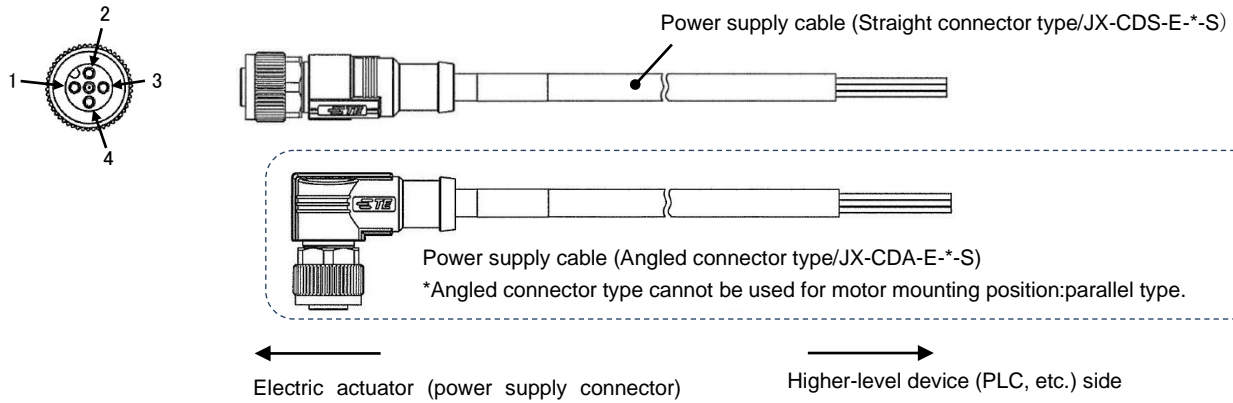 Power supply cable (Straight connector type/JX-CDS-E-*-S）
2
1
3
4
TE
TE
Power supply cable (Angled connector type/JX-CDA-E-*-S)
*Angled connector type cannot be used for motor mounting position:parallel type.
Electric actuator (power supply connector)
Higher-level device (PLC, etc.) side